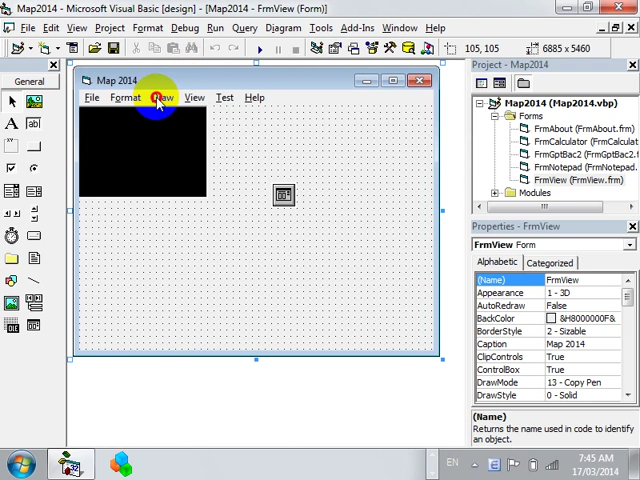 Map2014 - Microsoft Visual Basic [design] - [Map2014 - FrmView (Form)]
File Edit View Project Format Debug Run Query Diagram Tools Add-Ins Window Help
105, 105 6885 x 5460
General
A
Map 2014
File Format Draw View Test Help
Project - Map2014
Map2014 (Map2014.vbp)
Forms
FrmAbout (FrmAbout.frm)
FrmCalculator (FrmCalculator.
FrmGptBac2 (FrmGptBac2.f
FrmNotepad (FrmNotepad.
FrmView (FrmView.frm)
Modules
Properties - FrmView
FrmView Form
Alphabetic Categorized
(Name) FrmView
Appearance 1 - 3D
AutoRedraw False
BackColor &H8000000F&
BorderStyle 2 - Sizable
Caption Map 2014
ClipControls True
ControlBox True
DrawMode 13 - Copy Pen
DrawStyle 0 - Solid
(Name)
Returns the name used in code to identify
an object.
EN
7:45 AM
17/03/2014